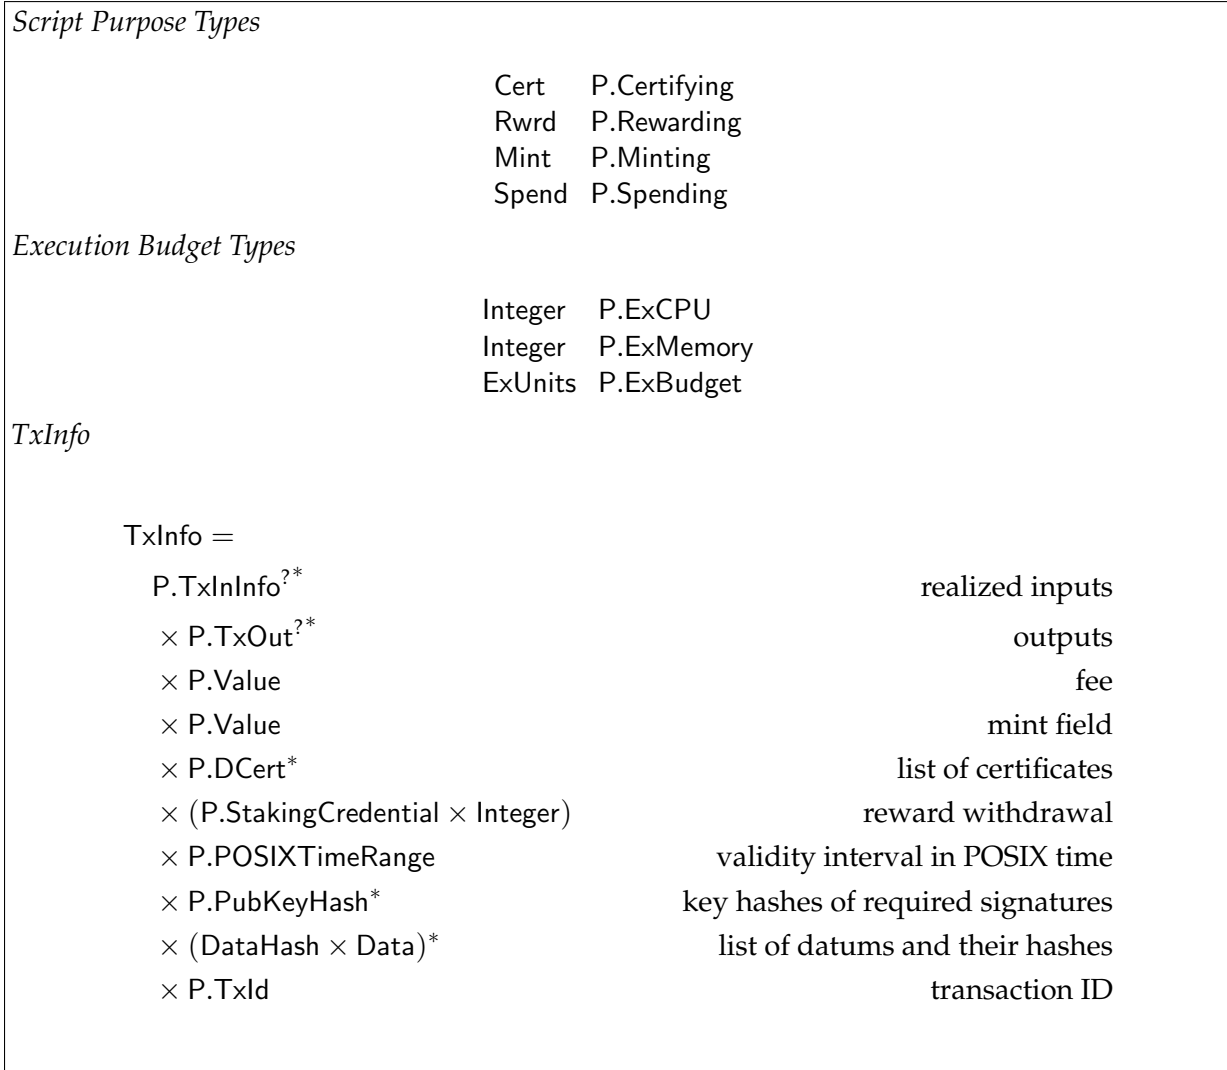 Script Purpose Types
Cert P.Certifying
Rwrd P.Rewarding
Mint P.Minting
Spend P.Spending
Execution Budget Types
Integer P.ExCPU
Integer P.ExMemory
ExUnits P.ExBudget
TxInfo
TxInfo =
P.TxInInfo?* realized inputs
× P.TxOut?* outputs
× P.Value fee
× P.Value mint field
× P.DCert* list of certificates
× (P.StakingCredential × Integer) reward withdrawal
× P.POSIXTimeRange validity interval in POSIX time
× P.PubKeyHash* key hashes of required signatures
× (DataHash × Data)* list of datums and their hashes
× P.TxId transaction ID